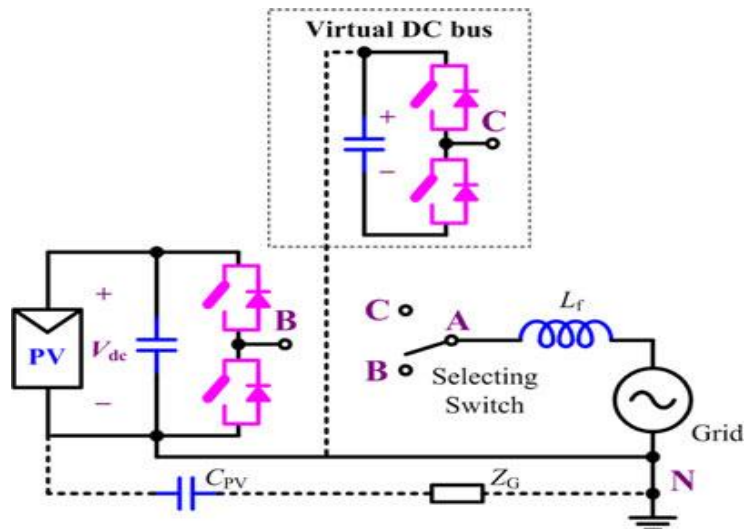 Virtual DC bus
+
C
−
+
B
PV
Vdc
−
C
A
Lf
B
Selecting
Switch
Grid
CPV
ZG
N